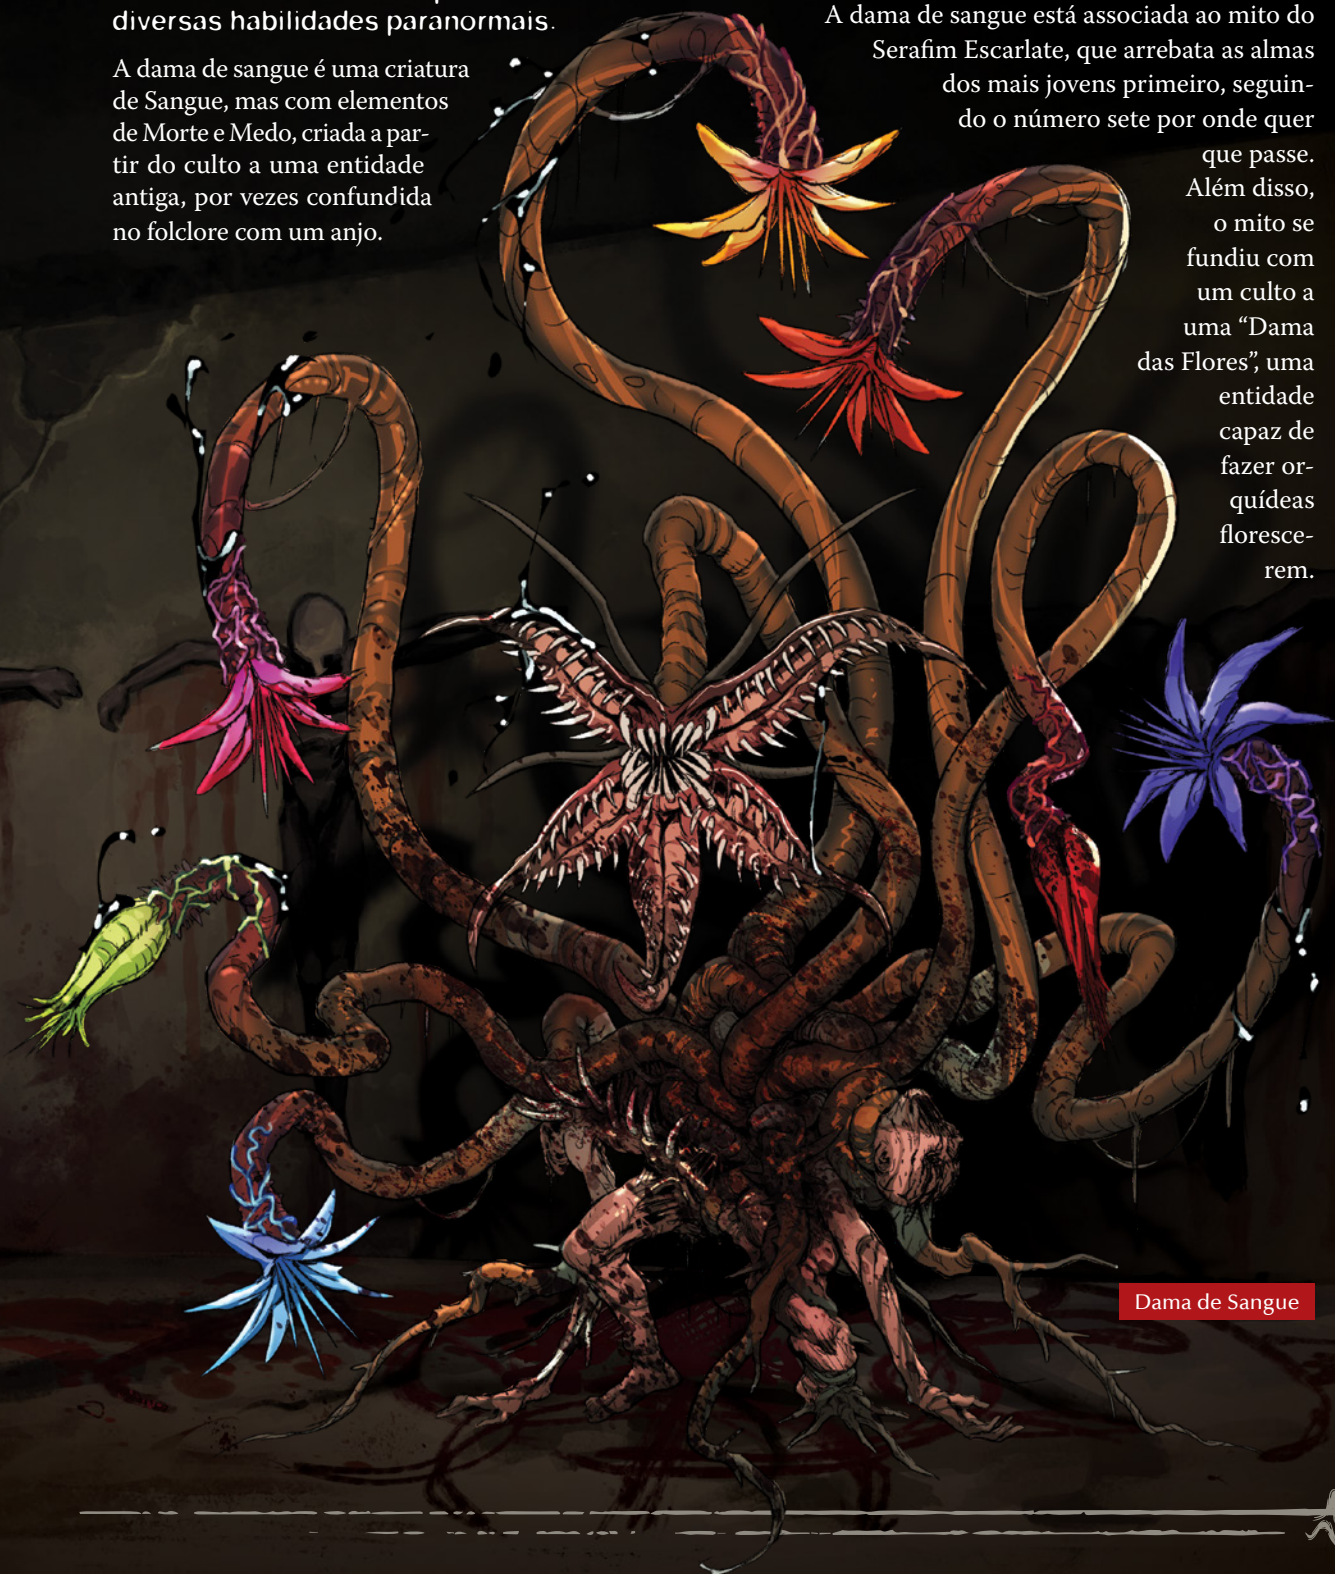 diversas habilidades paranormais.
A dama de sangue é uma criatura
de Sangue, mas com elementos
de Morte e Medo, criada a par-
tir do culto a uma entidade
antiga, por vezes confundida
no folclore com um anjo.
A dama de sangue está associada ao mito do
Serafim Escarlate, que arrebata as almas
dos mais jovens primeiro, seguin-
do o número sete por onde quer
que passe.
Além disso,
o mito se
fundiu com
um culto a
uma “Dama
das Flores”, uma
entidade
capaz de
fazer or-
quídeas
floresce-
rem.
Dama de Sangue